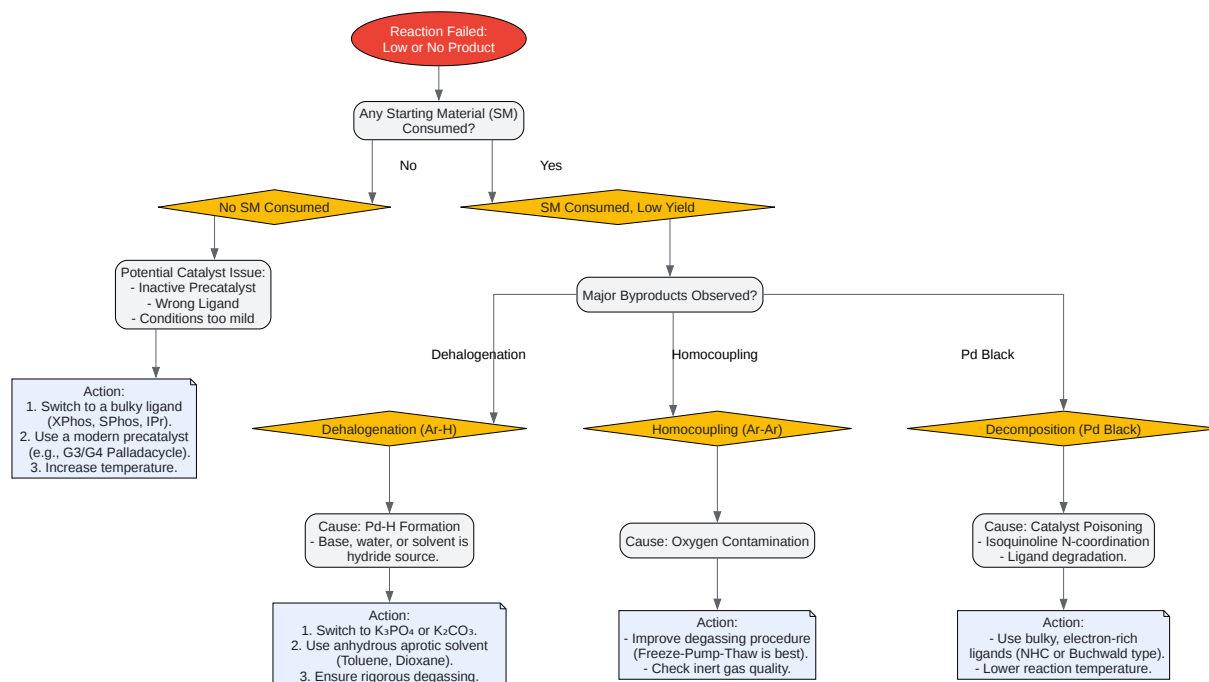 Reaction Failed:
Low or No Product
Any Starting Material (SM)
Consumed?
No
Yes
No SM Consumed
SM Consumed, Low Yield
Potential Catalyst Issue:
- Inactive Precatalyst
- Wrong Ligand
- Conditions too mild
Major Byproducts Observed?
Dehalogenation
Homocoupling
Pd Black
Action:
1. Switch to a bulky ligand
(XPhos, SPhos, IPr).
2. Use a modern precatalyst
(e.g., G3/G4 Palladacycle).
3. Increase temperature.
Dehalogenation (Ar-H)
Homocoupling (Ar-Ar)
Decomposition (Pd Black)
Cause: Pd-H Formation
- Base, water, or solvent is
hydride source.
Cause: Oxygen Contamination
Cause: Catalyst Poisoning
- Isoquinoline N-coordination
- Ligand degradation.
Action:
1. Switch to K₃PO₄ or K₂CO₃.
2. Use anhydrous aprotic solvent
(Toluene, Dioxane).
3. Ensure rigorous degassing.
Action:
- Improve degassing procedure
(Freeze-Pump-Thaw is best).
- Check inert gas quality.
Action:
- Use bulky, electron-rich
ligands (NHC or Buchwald type).
- Lower reaction temperature.